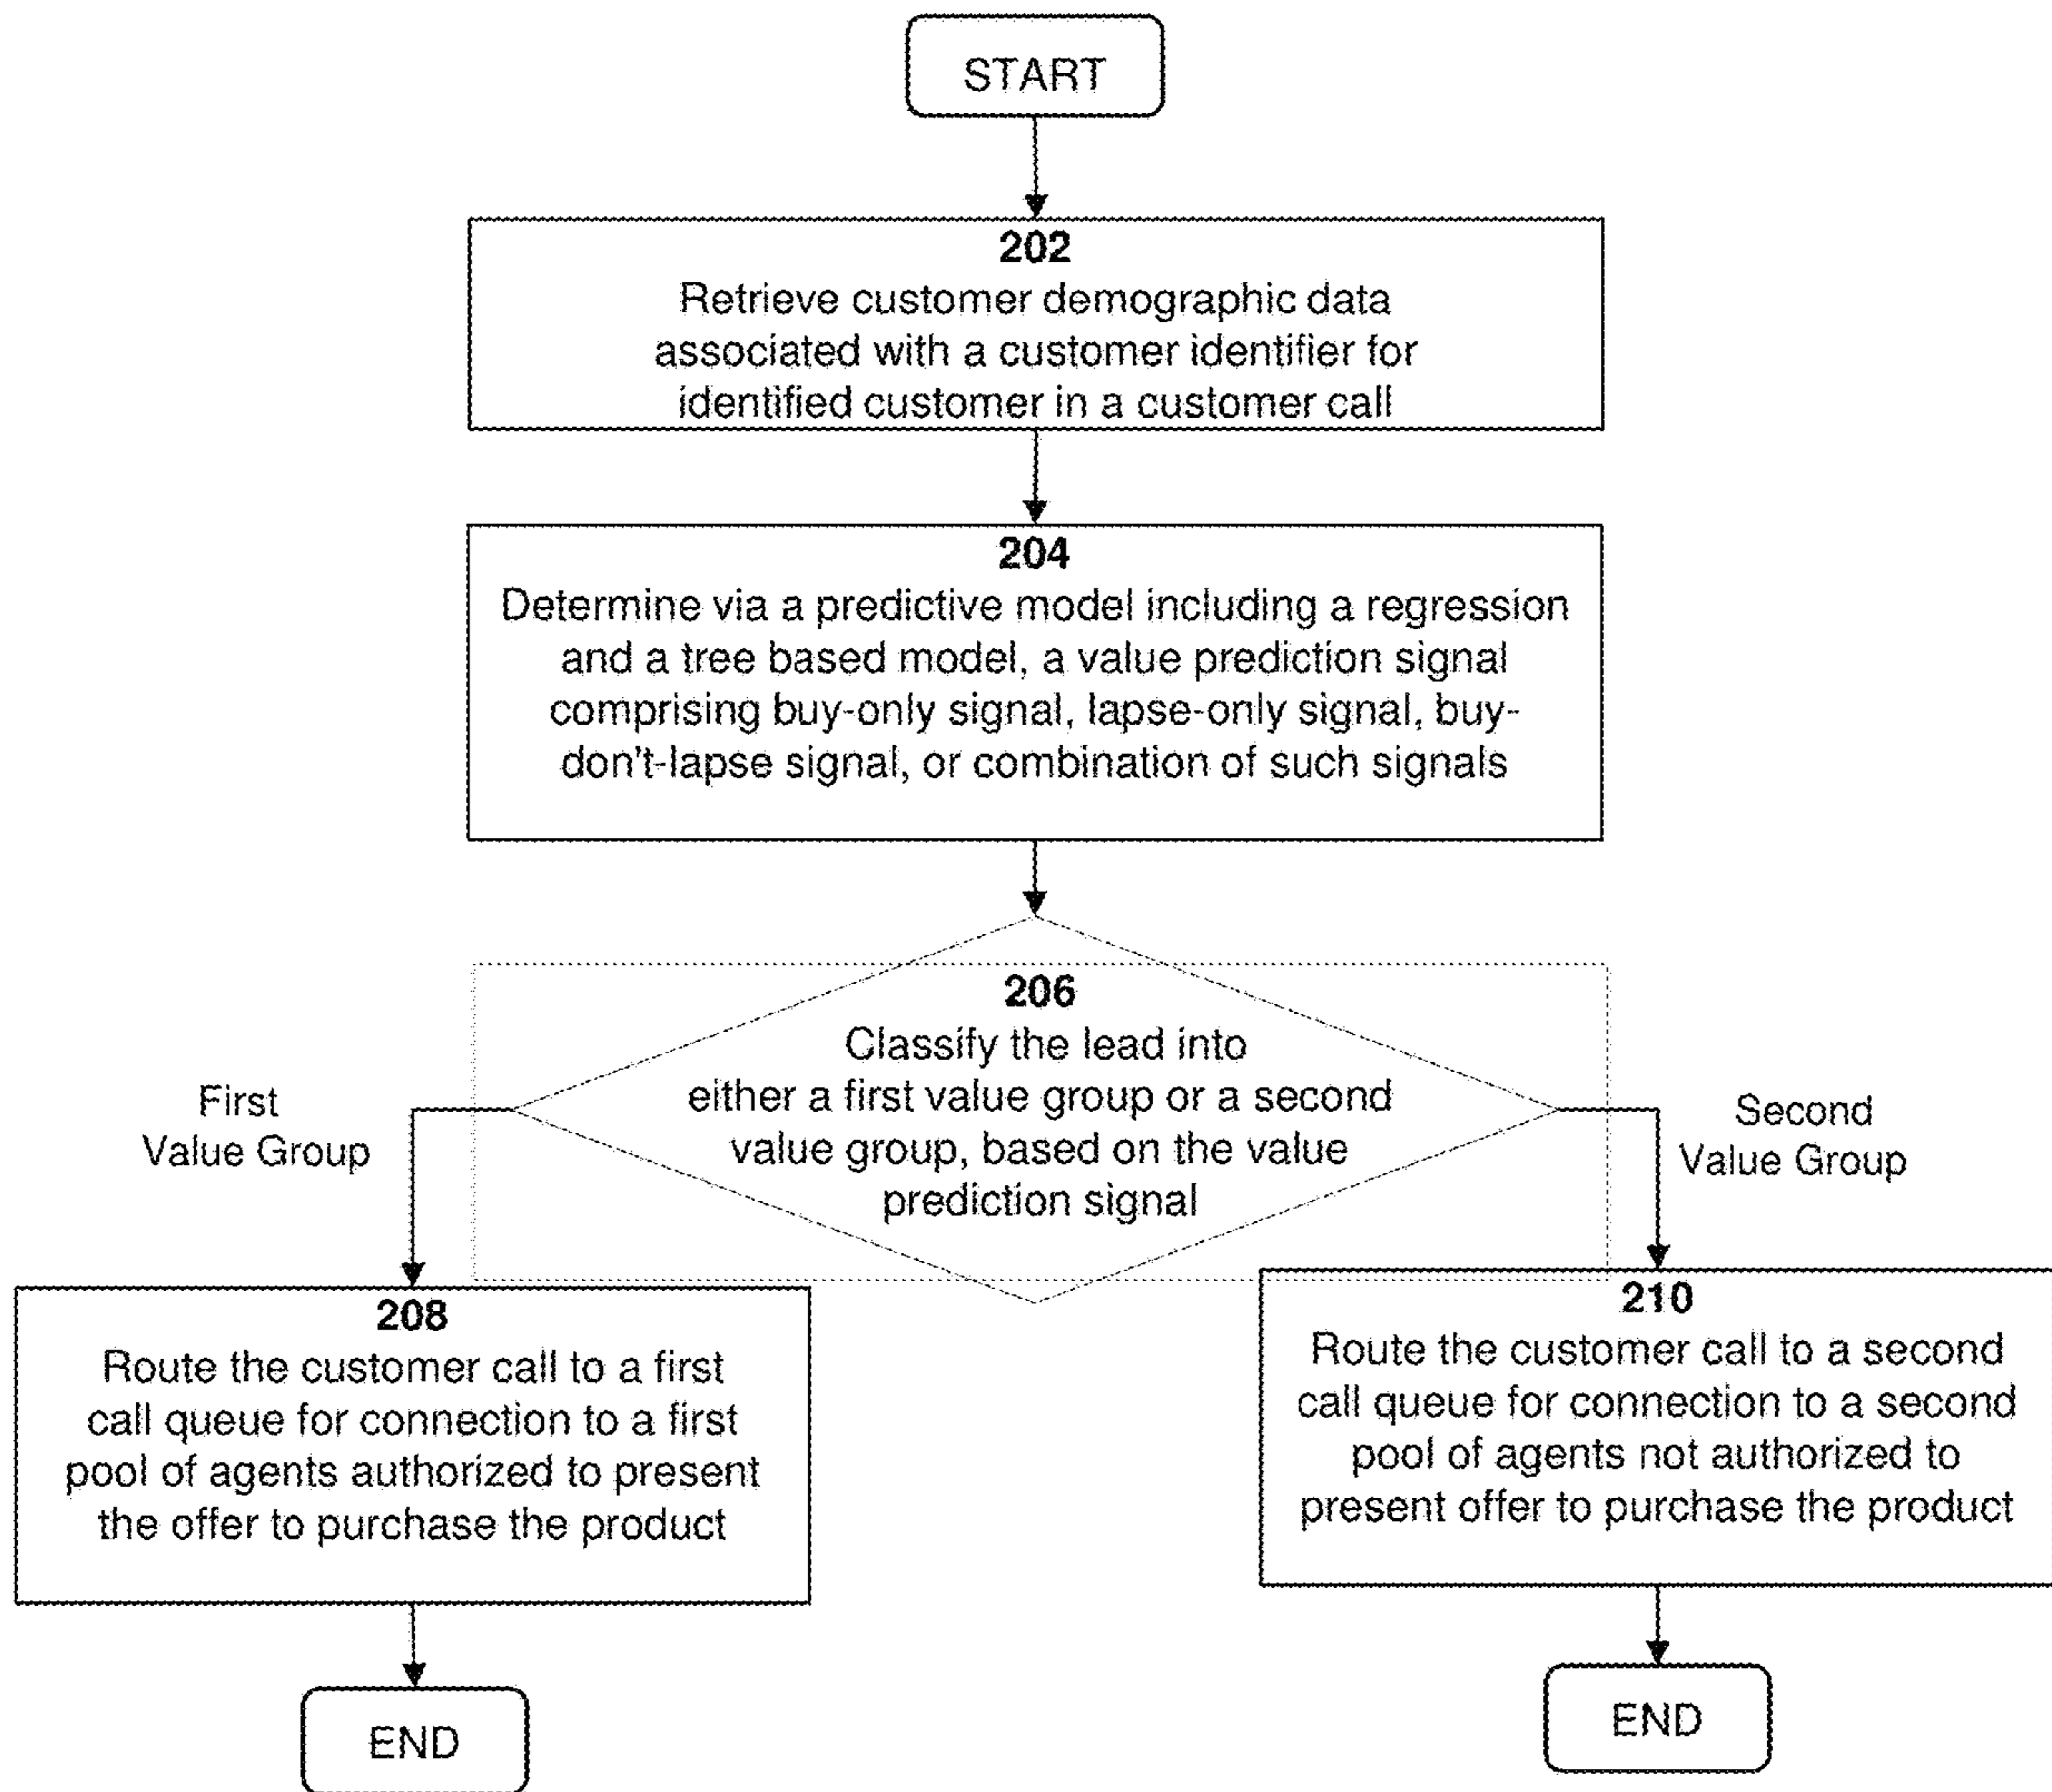 START
202
Retrieve customer demographic data
associated with a customer identifier for
identified customer in a customer call
204
Determine via a predictive model including a regression
and a tree based model, a value prediction signal
comprising buy-only signal, lapse-only signal, buy-
don't-lapse signal, or combination of such signals
206
Classify the lead into
either a first value group or a second
value group, based on the value
prediction signal
First
Value Group
Second
Value Group
208
Route the customer call to a first
call queue for connection to a first
pool of agents authorized to present
the offer to purchase the product
210
Route the customer call to a second
call queue for connection to a second
pool of agents not authorized to
present offer to purchase the product
END
END